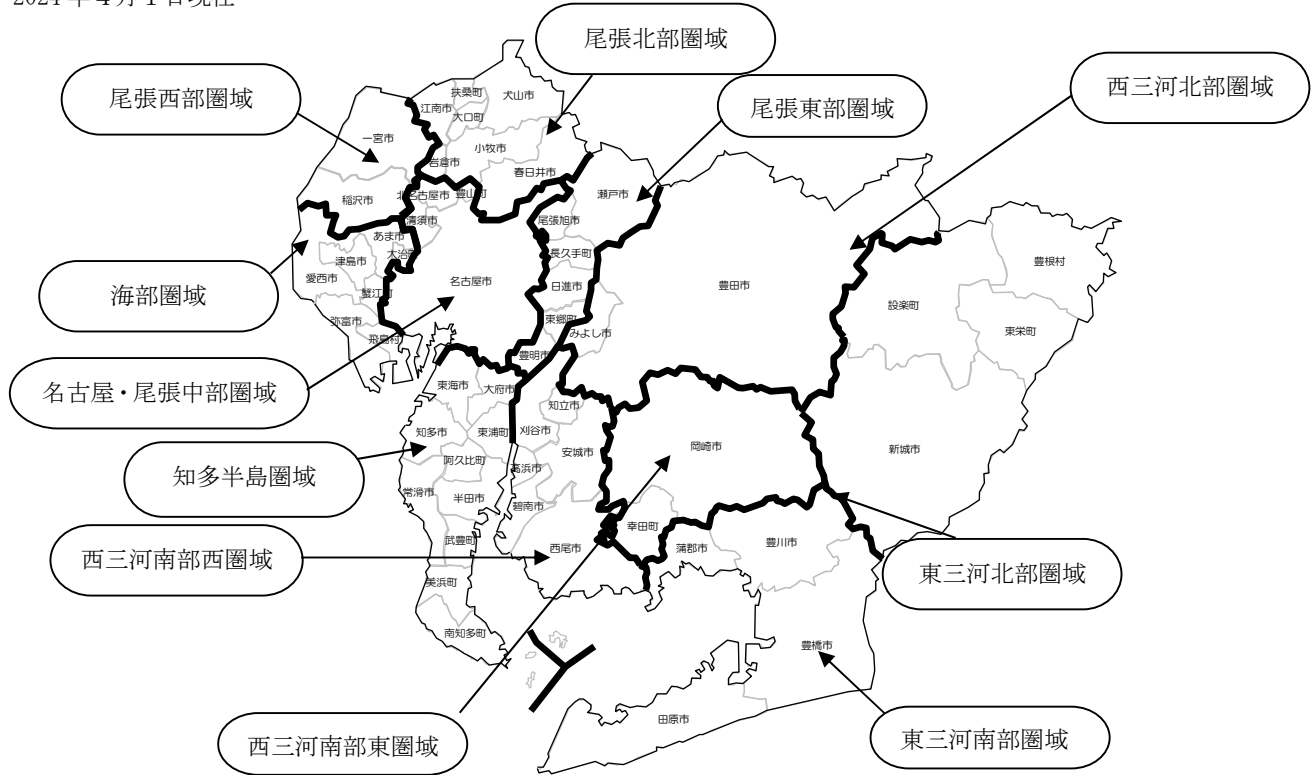 2024年4月1日現在
尾張北部圏域
尾張西部圏域
西三河北部圏域
尾張東部圏域
扶桑町
犬山市
江南市
大口町
一宮市
小牧市
岩倉市
春日井市
稲沢市
北名古屋市
豊山町
瀬戸市
清須市
尾張旭市
あま市
大治町
長久手町
津島市
愛西市
名古屋市
日進市
豊田市
蟹江町
海部圏域
弥富市
飛島村
東郷町
みよし市
豊明市
豊根村
設楽町
東栄町
名古屋・尾張中部圏域
東海市
大府市
知立市
知多市
東浦町
刈谷市
安城市
岡崎市
新城市
阿久比町
高浜市
知多半島圏域
常滑市
半田市
碧南市
幸田町
武豊町
西尾市
蒲郡市
豊川市
西三河南部西圏域
東三河北部圏域
美浜町
南知多町
豊橋市
田原市
西三河南部東圏域
東三河南部圏域